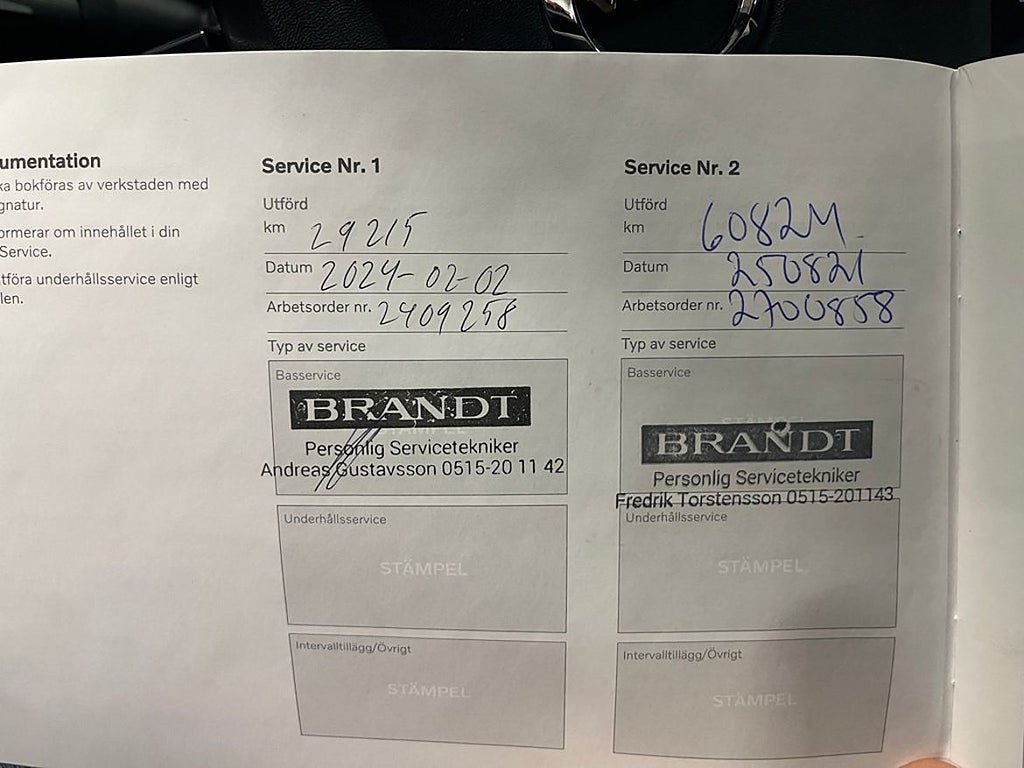 umentation
ka bokföras av verkstaden med
gnatur.
ormerar om innehållet i din
Service.
tföra underhållsservice enligt
len.
Service Nr. 1
Utförd
km 29215
Datum 2024-02-02
Arbetsorder nr. 2409258
Typ av service
Basservice
BRANDT
Personlig Servicetekniker
Andreas Gustavsson 0515-20 11 42
Underhållsservice
STÄMPEL
Intervalltillägg/Övrigt
STÄMPEL
Service Nr. 2
Utförd
km 60824
Datum 250821
Arbetsorder nr. 2700858
Typ av service
Basservice
STÄMPEL
BRANDT
Personlig Servicetekniker
Fredrik Torstensson 0515-201143
Underhållsservice
STÄMPEL
Intervalltillägg/Övrigt
STÄMPEL